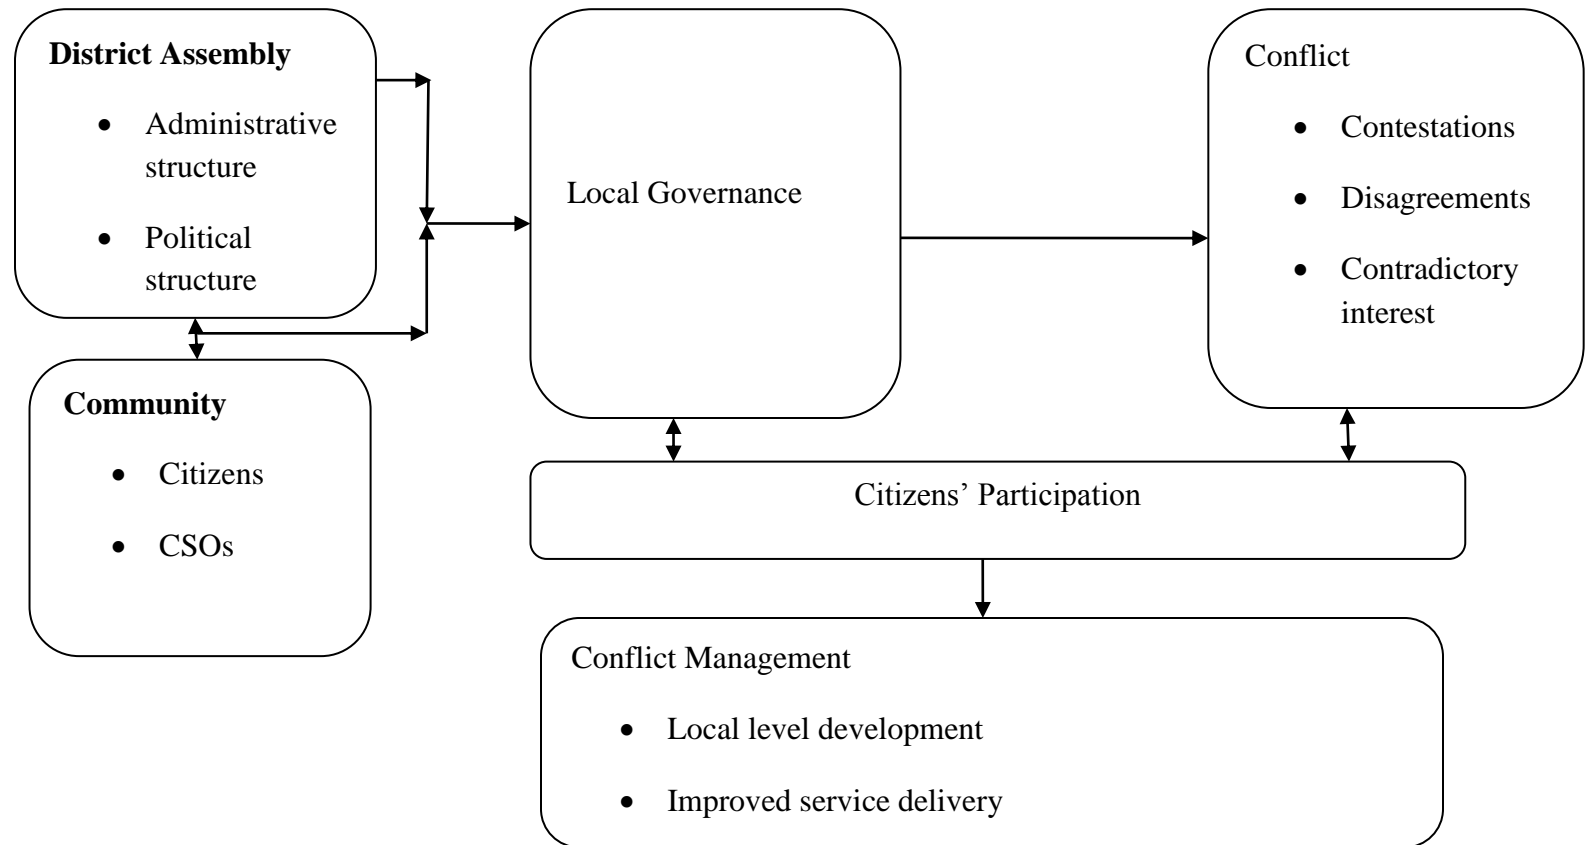 District Assembly
• Administrative
structure
• Political
structure
Community
• Citizens
• CSOs
Local Governance
Conflict
• Contestations
• Disagreements
• Contradictory
interest
Citizens’ Participation
Conflict Management
• Local level development
• Improved service delivery